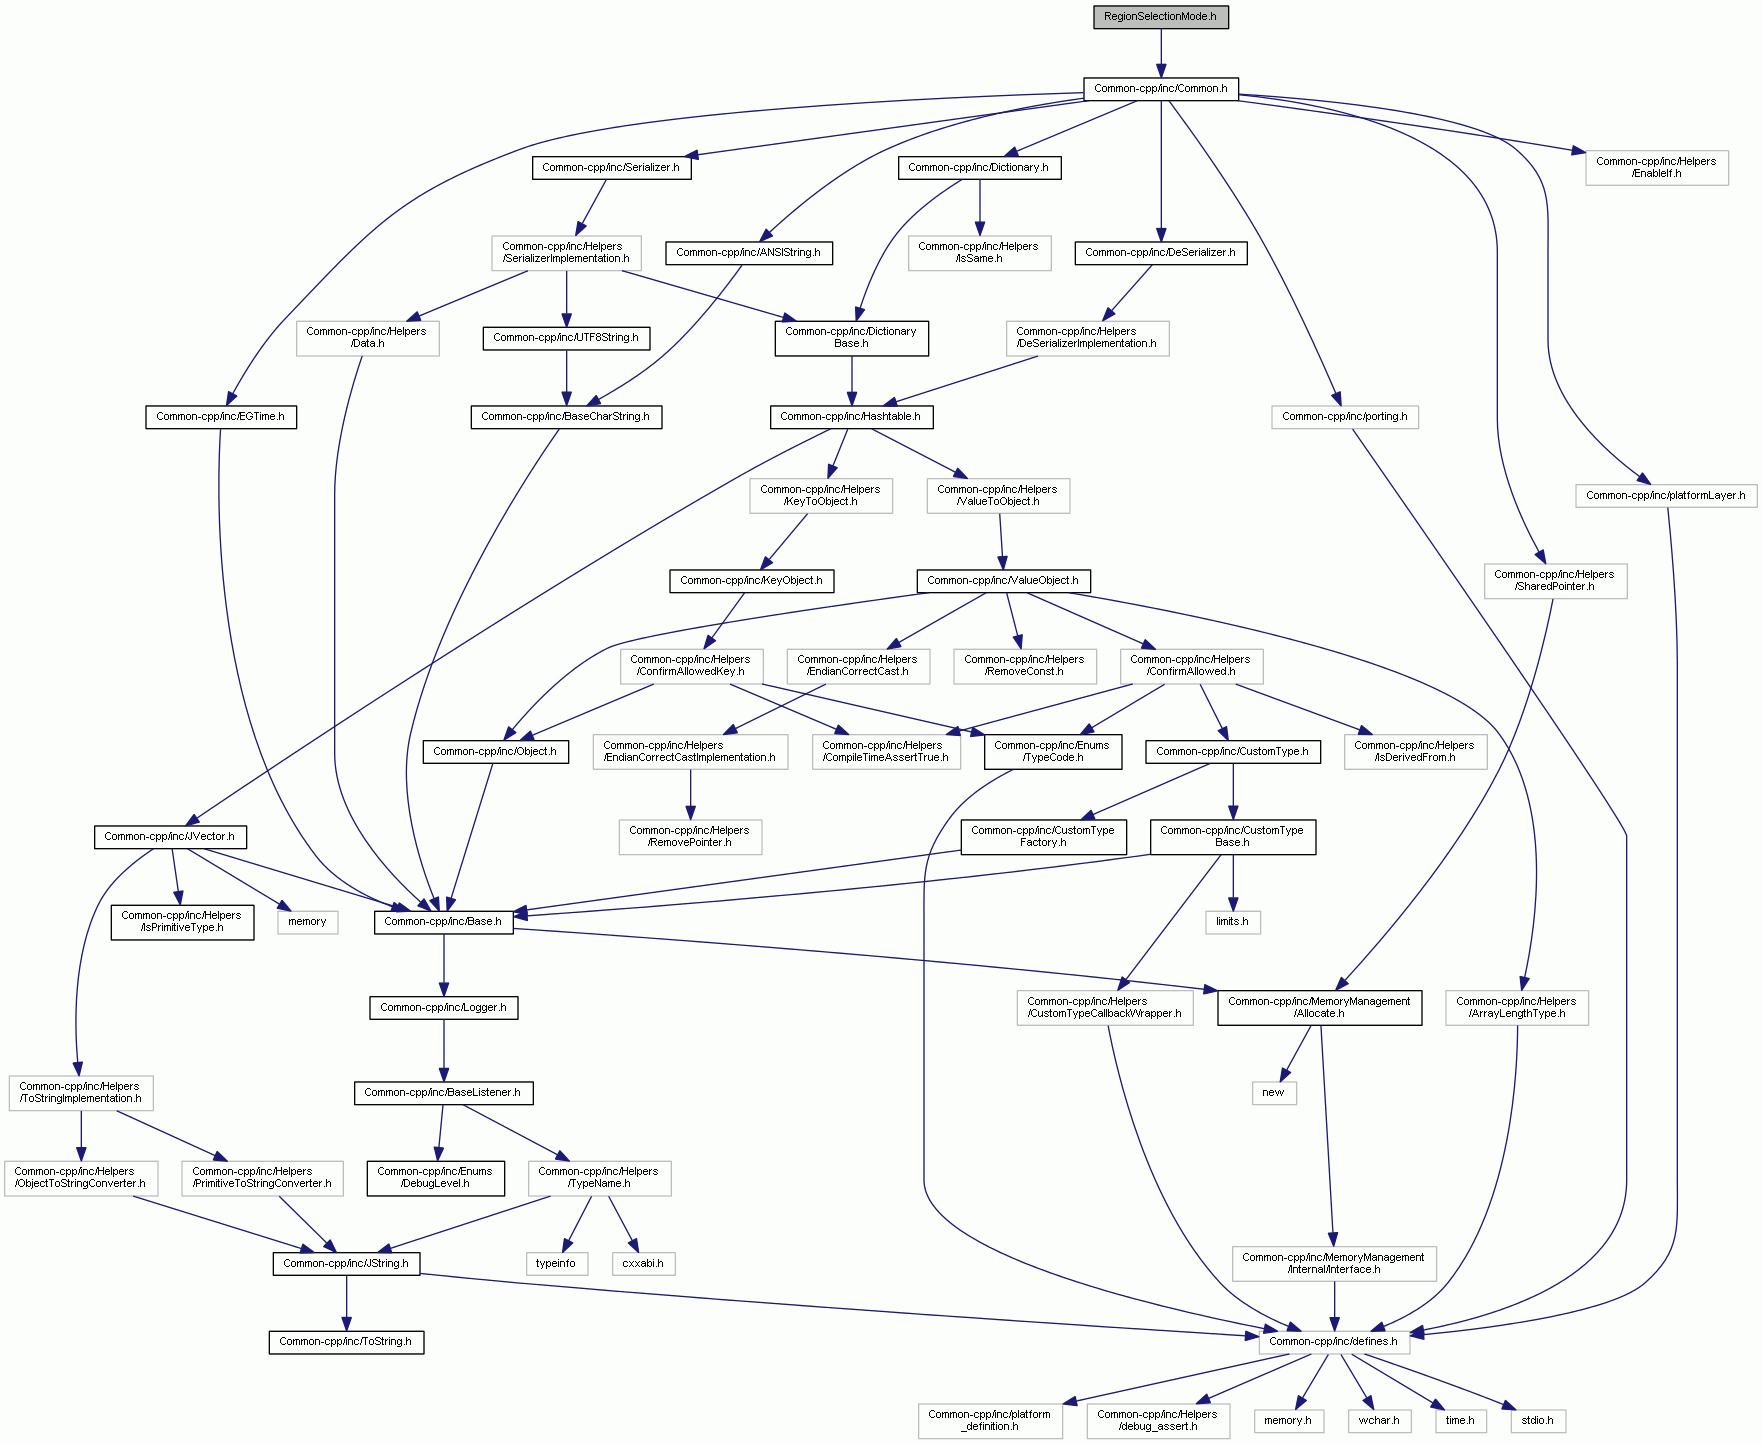 RegionSelectionMode.h
Common-cpp/inc/Common.h
Common-cpp/inc/Serializer.h
Common-cpp/inc/Dictionary.h
Common-cpp/inc/Helpers
/EnableIf.h
Common-cpp/inc/Helpers
/SerializerImplementation.h
Common-cpp/inc/ANSIString.h
Common-cpp/inc/Helpers
/IsSame.h
Common-cpp/inc/DeSerializer.h
Common-cpp/inc/Helpers
/Data.h
Common-cpp/inc/UTF8String.h
Common-cpp/inc/Dictionary
Base.h
Common-cpp/inc/Helpers
/DeSerializerImplementation.h
Common-cpp/inc/EGTime.h
Common-cpp/inc/BaseCharString.h
Common-cpp/inc/Hashtable.h
Common-cpp/inc/porting.h
Common-cpp/inc/Helpers
/KeyToObject.h
Common-cpp/inc/Helpers
/ValueToObject.h
Common-cpp/inc/platformLayer.h
Common-cpp/inc/KeyObject.h
Common-cpp/inc/ValueObject.h
Common-cpp/inc/Helpers
/SharedPointer.h
Common-cpp/inc/Helpers
/ConfirmAllowedKey.h
Common-cpp/inc/Helpers
/EndianCorrectCast.h
Common-cpp/inc/Helpers
/RemoveConst.h
Common-cpp/inc/Helpers
/ConfirmAllowed.h
Common-cpp/inc/Object.h
Common-cpp/inc/Helpers
/EndianCorrectCastImplementation.h
Common-cpp/inc/Helpers
/CompileTimeAssertTrue.h
Common-cpp/inc/Enums
/TypeCode.h
Common-cpp/inc/CustomType.h
Common-cpp/inc/Helpers
/IsDerivedFrom.h
Common-cpp/inc/JVector.h
Common-cpp/inc/Helpers
/RemovePointer.h
Common-cpp/inc/CustomType
Factory.h
Common-cpp/inc/CustomType
Base.h
Common-cpp/inc/Helpers
/IsPrimitiveType.h
memory
Common-cpp/inc/Base.h
limits.h
Common-cpp/inc/Logger.h
Common-cpp/inc/Helpers
/CustomTypeCallbackWrapper.h
Common-cpp/inc/MemoryManagement
/Allocate.h
Common-cpp/inc/Helpers
/ArrayLengthType.h
Common-cpp/inc/Helpers
/ToStringImplementation.h
Common-cpp/inc/BaseListener.h
new
Common-cpp/inc/Helpers
/ObjectToStringConverter.h
Common-cpp/inc/Helpers
/PrimitiveToStringConverter.h
Common-cpp/inc/Enums
/DebugLevel.h
Common-cpp/inc/Helpers
/TypeName.h
Common-cpp/inc/JString.h
typeinfo
cxxabi.h
Common-cpp/inc/MemoryManagement
/Internal/Interface.h
Common-cpp/inc/ToString.h
Common-cpp/inc/defines.h
Common-cpp/inc/platform
_definition.h
Common-cpp/inc/Helpers
/debug_assert.h
memory.h
wchar.h
time.h
stdio.h